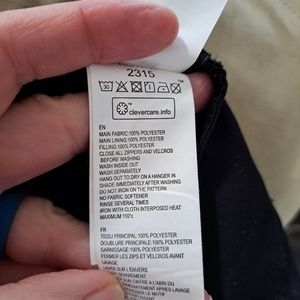 2315
30
clevercare.info
EN
MAIN FABRIC:100% POLYESTER
MAIN LINING:100% POLYESTER
FILLING:100% POLYESTER
CLOSE ALL ZIPPERS AND VELCROS
BEFORE WASHING
WASH INSIDE OUT
WASH SEPARATELY
HANG OUT TO DRY ON A HANGER IN
SHADE IMMEDIATELY AFTER WASHING
DO NOT IRON ON THE PATTERN
NO FABRIC SOFTENER
RINSE SEVERAL TIMES
IRON WITH CLOTH INTERPOSED HEAT
MAXIMUM 110°c
FR
TISSU PRINCIPAL:100% POLYESTER
DOUBLURE PRINCIPALE:100% POLYESTER
GARNISSAGE:100% POLYESTER
FERMER LES ZIPS ET VELCROS AVANT
LAVAGE
LAVER SUR L'ENVERS